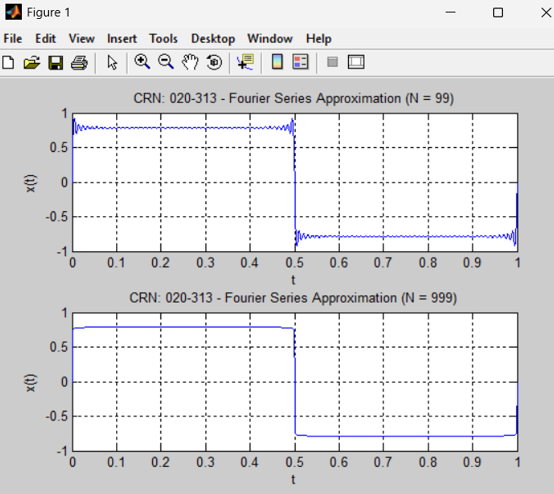 Figure 1
File Edit View Insert Tools Desktop Window Help
CRN: 020-313 - Fourier Series Approximation (N = 99)
1
0.5
0
-0.5
-1
x(t)
0 0.1 0.2 0.3 0.4 0.5 0.6 0.7 0.8 0.9 1
t
CRN: 020-313 - Fourier Series Approximation (N = 999)
1
0.5
0
-0.5
-1
x(t)
0 0.1 0.2 0.3 0.4 0.5 0.6 0.7 0.8 0.9 1
t